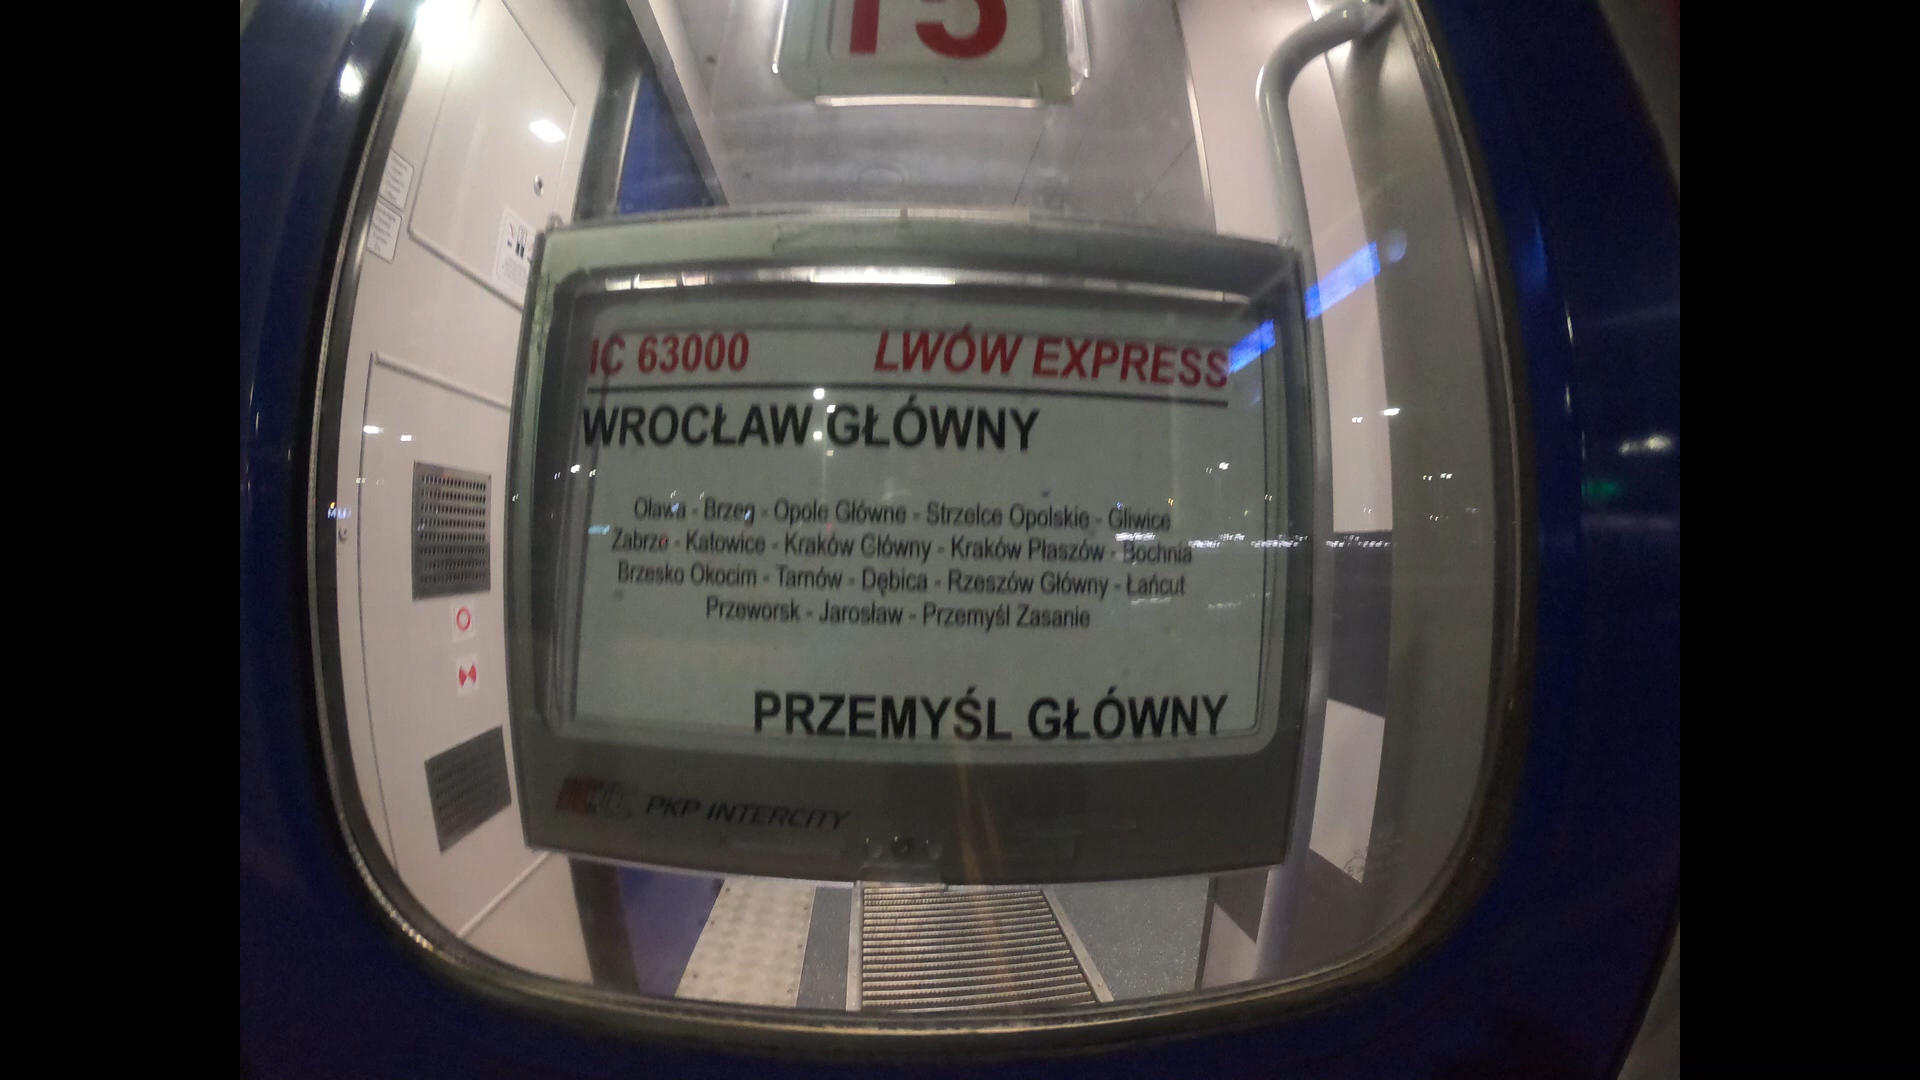 15
IC 63000 LWÓW EXPRESS
WROCŁAW GŁÓWNY
Oława - Brzeg - Opole Główne - Strzelce Opolskie - Gliwice
Zabrze - Katowice - Kraków Główny - Kraków Płaszów - Bochnia
Brzesko Okocim - Tarnów - Dębica - Rzeszów Główny - Łańcut
Przeworsk - Jarosław - Przemyśl Zasanie
PRZEMYŚL GŁÓWNY
PKP INTERCITY